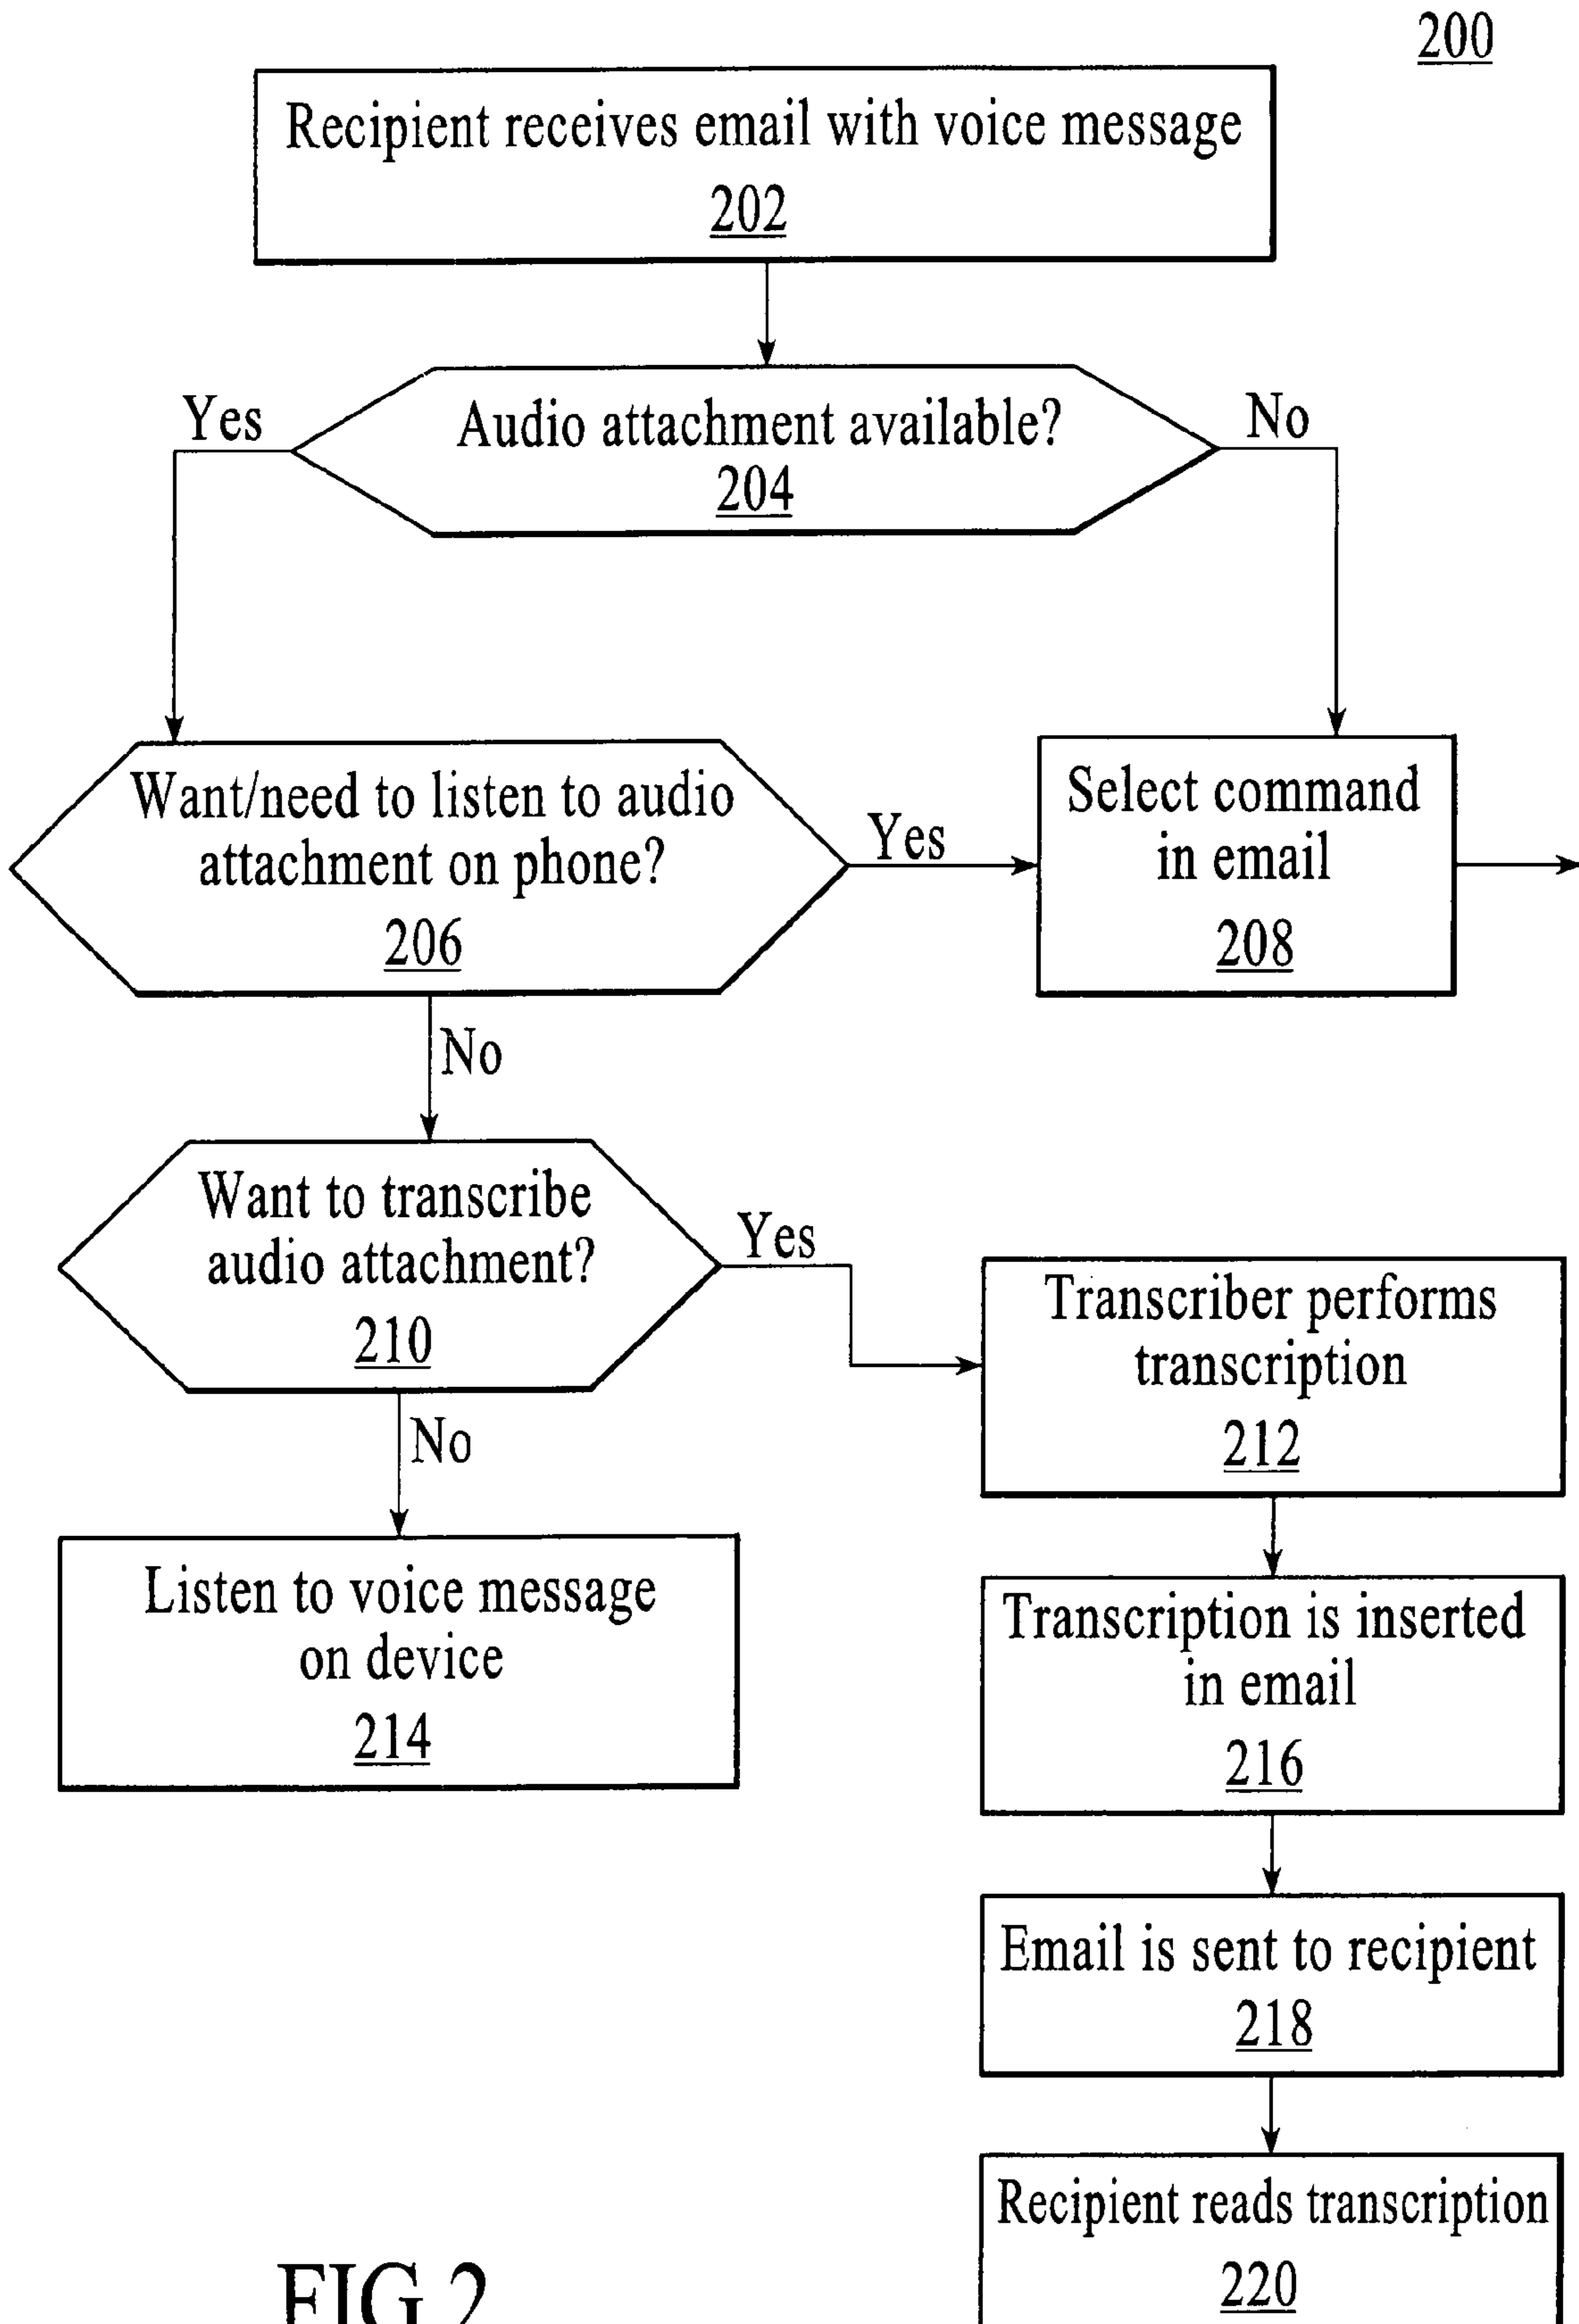 200
Recipient receives email with voice message
202
Yes
Audio attachment available?
204
No
Want/need to listen to audio
attachment on phone?
206
Yes
Select command
in email
208
No
Want to transcribe
audio attachment?
210
Yes
Transcriber performs
transcription
212
No
Listen to voice message
on device
214
Transcription is inserted
in email
216
Email is sent to recipient
218
Recipient reads transcription
220
FIG.2